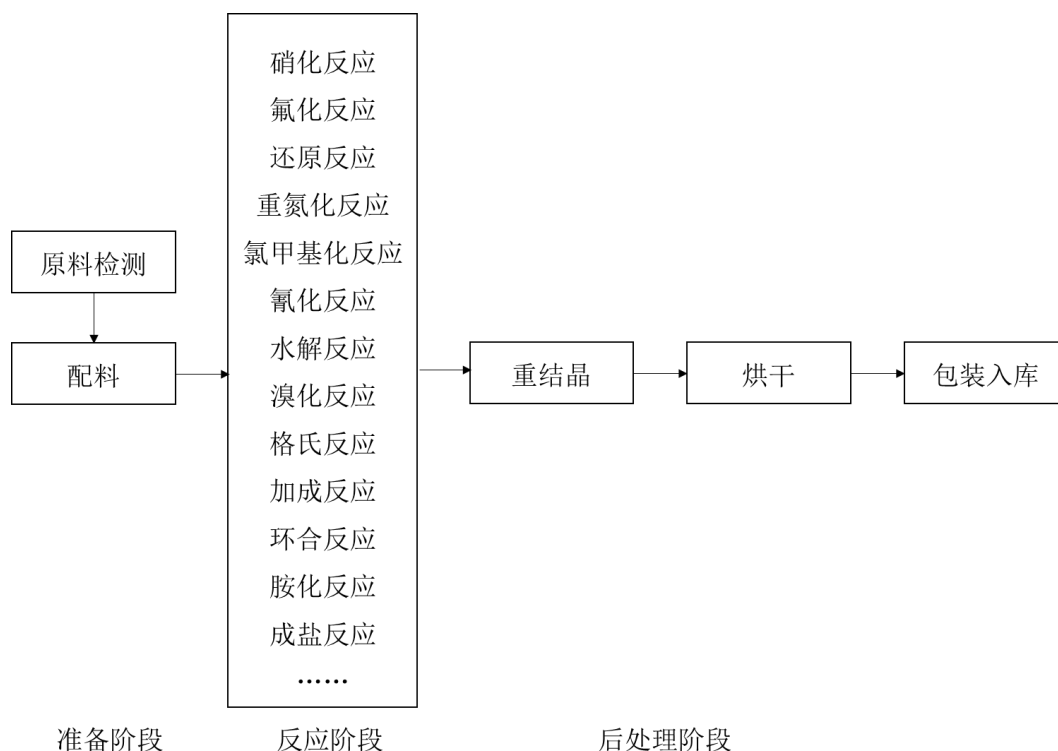 原料检测
配料
硝化反应
氟化反应
还原反应
重氮化反应
氯甲基化反应
氰化反应
水解反应
溴化反应
格氏反应
加成反应
环合反应
胺化反应
成盐反应
……
重结晶
烘干
包装入库
准备阶段
反应阶段
后处理阶段